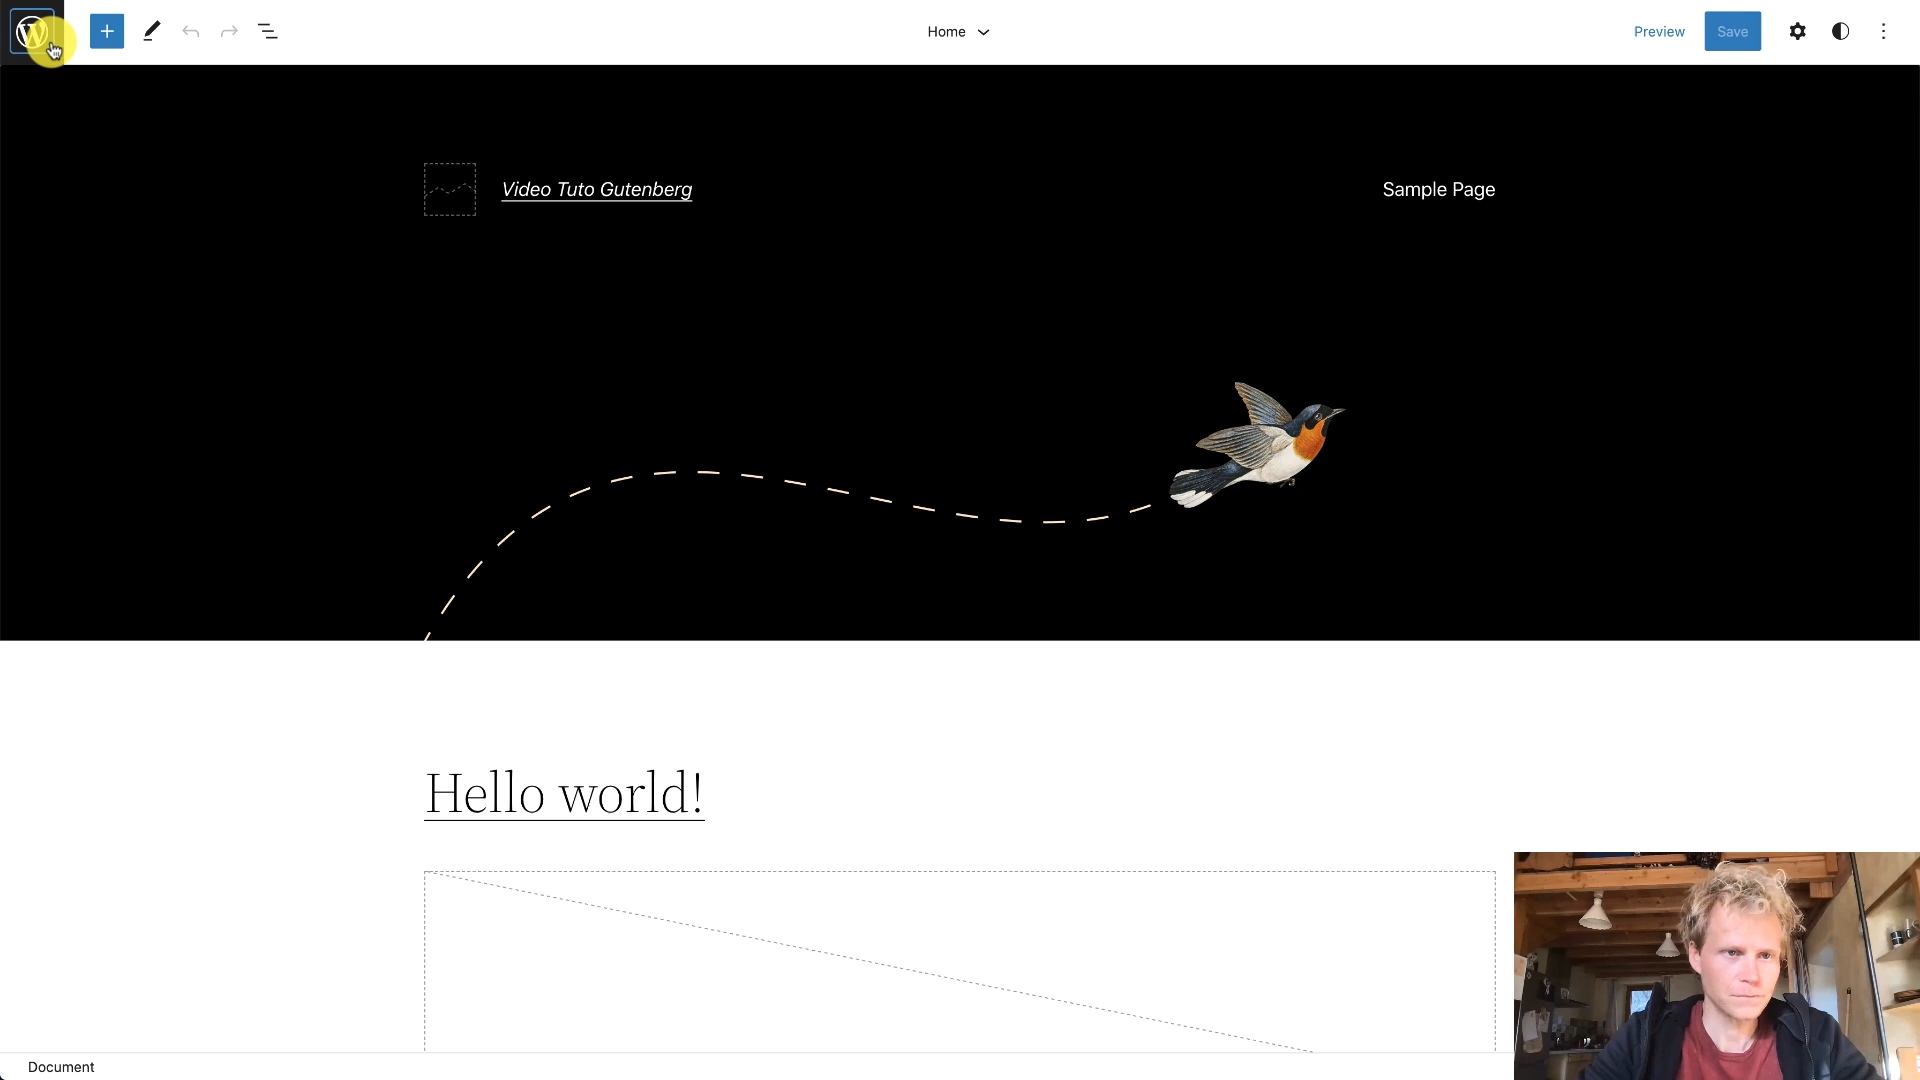 Home
Preview
Save
Video Tuto Gutenberg
Sample Page
Hello world!
Document